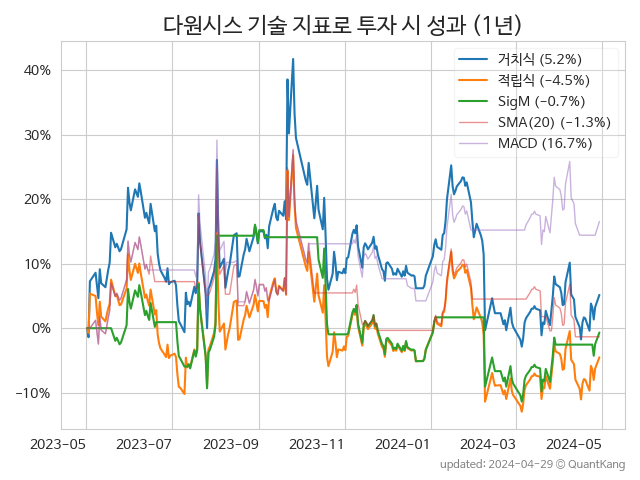 다원시스 기술 지표로 투자 시 성과 (1년)
거치식 (5.2%)
적립식 (−4.5%)
SigM (−0.7%)
SMA(20) (−1.3%)
MACD (16.7%)
40%
30%
20%
10%
0%
−10%
2023-05
2023-07
2023-09
2023-11
2024-01
2024-03
2024-05
updated: 2024-04-29 © QuantKang